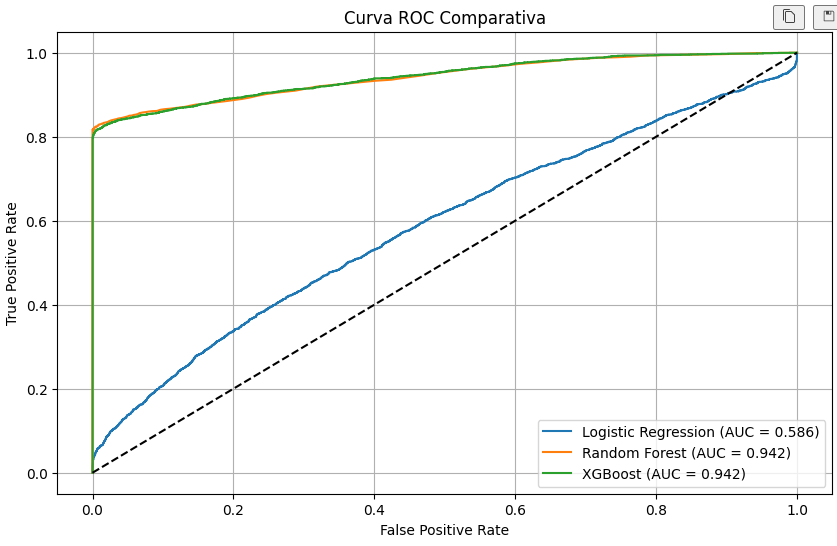 Curva ROC Comparativa
1.0
0.8
0.6
0.4
0.2
0.0
True Positive Rate
Logistic Regression (AUC = 0.586)
Random Forest (AUC = 0.942)
XGBoost (AUC = 0.942)
0.0 0.2 0.4 0.6 0.8 1.0
False Positive Rate